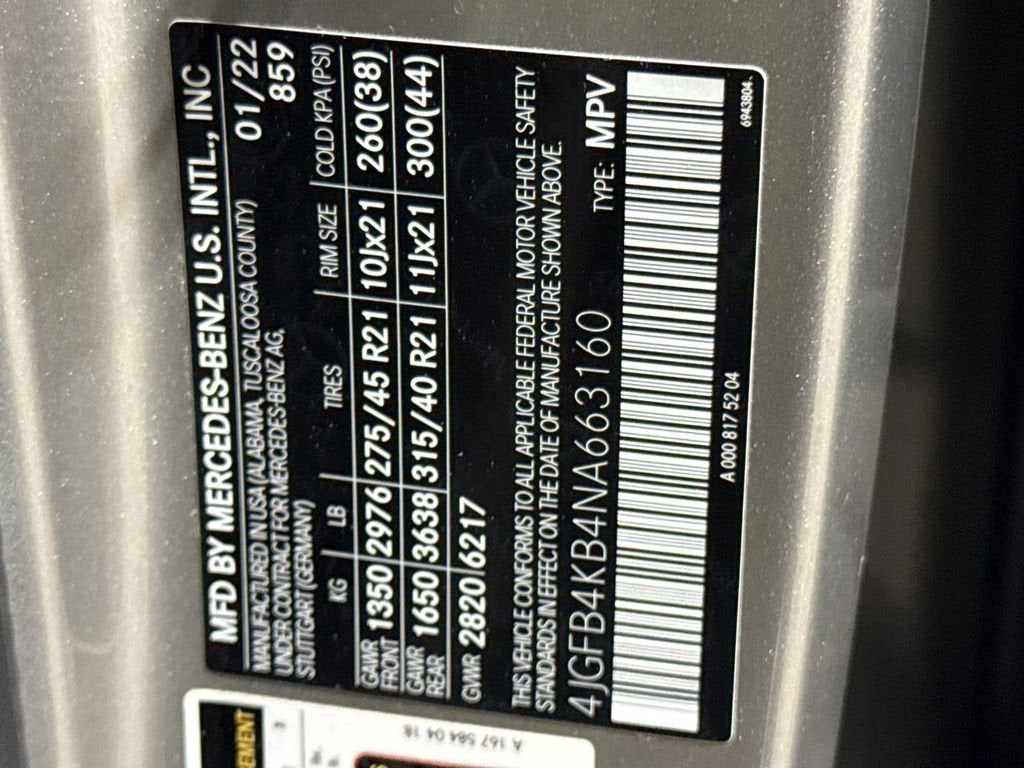 MFD BY MERCEDES-BENZ U.S. INTL., INC
MANUFACTURED IN USA (ALABAMA, TUSCALOOSA COUNTY) 01/22
UNDER CONTRACT FOR MERCEDES-BENZ AG, 859
STUTTGART (GERMANY)
KG LB TIRES RIM SIZE COLD KPA (PSI)
GAWR FRONT 1350 2976 275/45 R21 10Jx21 260(38)
GAWR REAR 1650 3638 315/40 R21 11Jx21 300(44)
GWR 2820 6217
THIS VEHICLE CONFORMS TO ALL APPLICABLE FEDERAL MOTOR VEHICLE SAFETY
STANDARDS IN EFFECT ON THE DATE OF MANUFACTURE SHOWN ABOVE.
4JGFB4KB4NA663160 TYPE: MPV
A 000 817 52 04 6943804
A 167 584 04 18